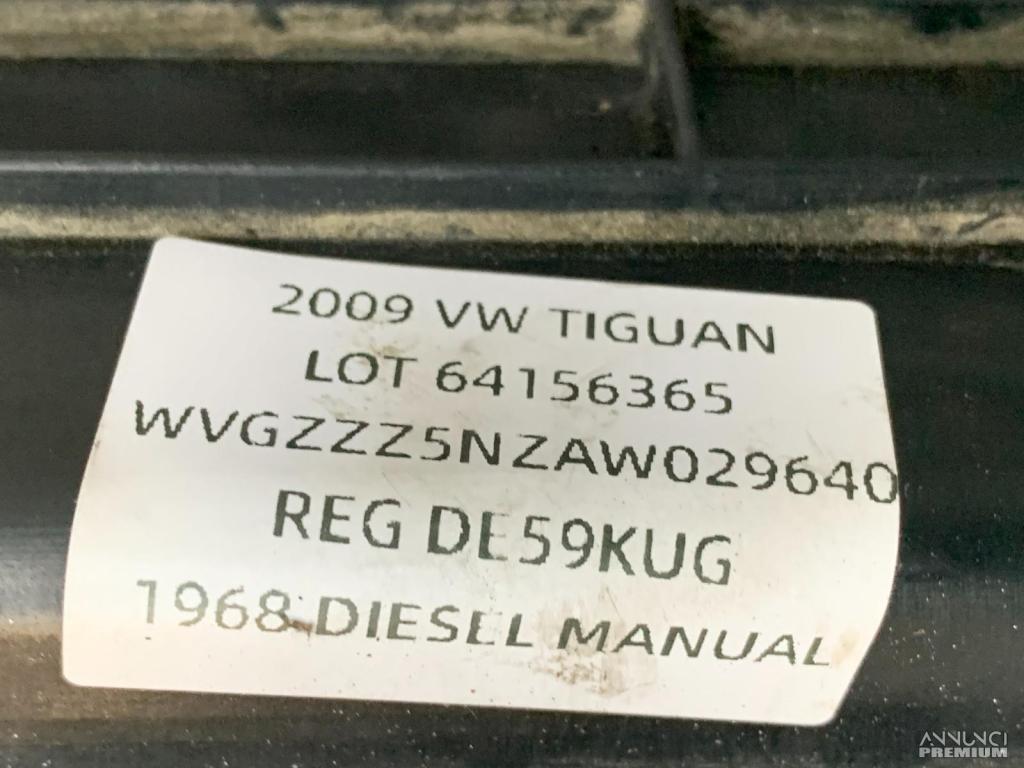 2009 VW TIGUAN
LOT 64156365
WVGZZZ5NZAW029640
REG DE59KUG
1968 DIESEL MANUAL
ANNUNCI
PREMIUM